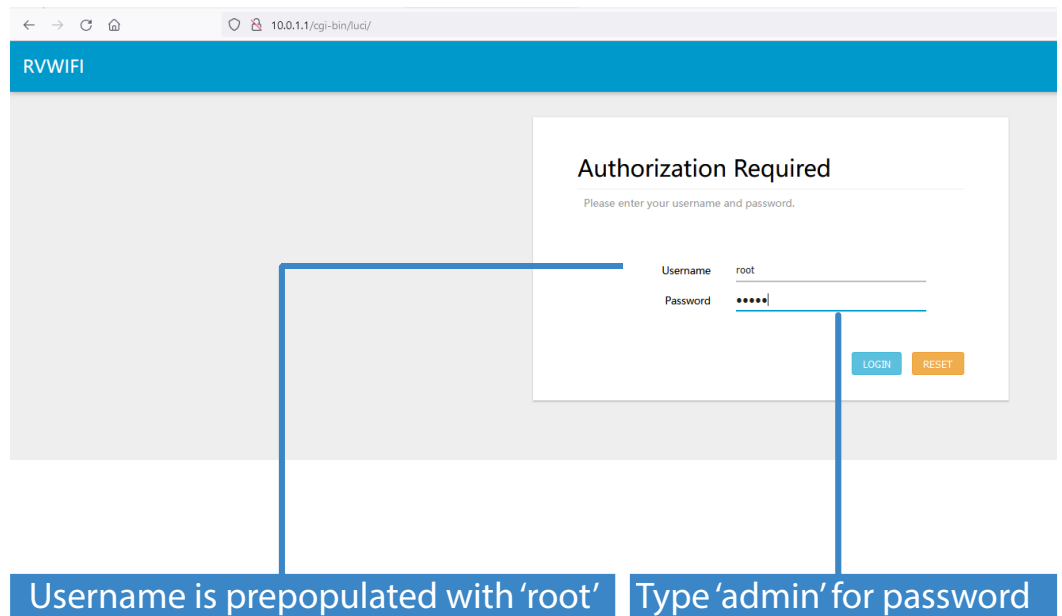 10.0.1.1/cgi-bin/luci/
RVWIFI
Authorization Required
Please enter your username and password.
Username root
Password •••••
LOGIN RESET
Username is prepopulated with ‘root’
Type ‘admin’ for password